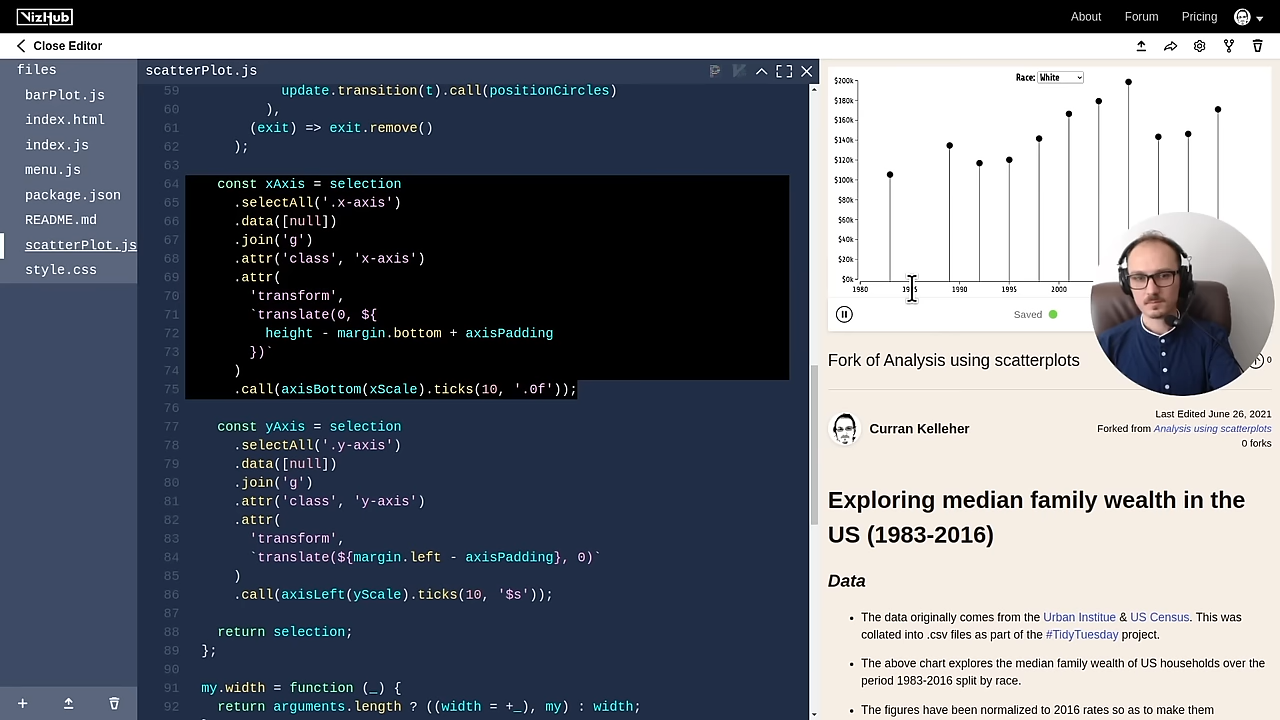 VizHub
About
Forum
Pricing
Close Editor
files
barPlot.js
index.html
index.js
menu.js
package.json
README.md
scatterPlot.js
style.css
scatterPlot.js
59 update.transition(t).call(positionCircles)
60 ),
61 (exit) => exit.remove()
62 );
63
64 const xAxis = selection
65 .selectAll('.x-axis')
66 .data([null])
67 .join('g')
68 .attr('class', 'x-axis')
69 .attr(
70 'transform',
71 `translate(0, ${
72 height - margin.bottom + axisPadding
73 })`
74 )
75 .call(axisBottom(xScale).ticks(10, '.0f'));
76
77 const yAxis = selection
78 .selectAll('.y-axis')
79 .data([null])
80 .join('g')
81 .attr('class', 'y-axis')
82 .attr(
83 'transform',
84 `translate(${margin.left - axisPadding}, 0)`
85 )
86 .call(axisLeft(yScale).ticks(10, '$s'));
87
88 return selection;
89 };
90
91 my.width = function (_) {
92 return arguments.length ? ((width = +_), my) : width;
Race: White
$200k
$180k
$160k
$140k
$120k
$100k
$80k
$60k
$40k
$20k
$0k
1980 1985 1990 1995 2000
Saved
Fork of Analysis using scatterplots
0
Last Edited June 26, 2021
Curran Kelleher
Forked from Analysis using scatterplots
0 forks
Exploring median family wealth in the
US (1983-2016)
Data
• The data originally comes from the Urban Institue & US Census. This was
collated into .csv files as part of the #TidyTuesday project.
• The above chart explores the median family wealth of US households over the
period 1983-2016 split by race.
• The figures have been normalized to 2016 rates so as to make them